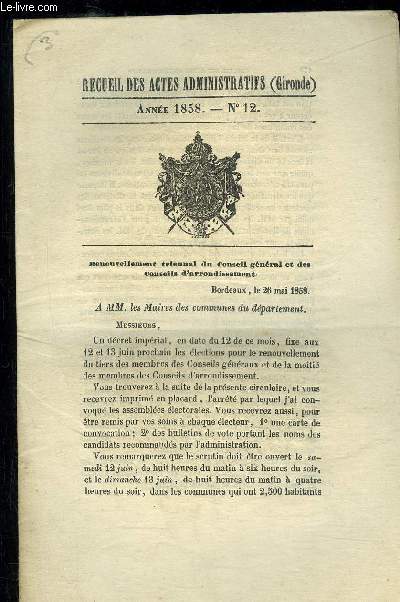 Le-livre.com
RECUEIL DES ACTES ADMINISTRATIFS (Gironde)
ANNÉE 1858. — N° 12.
Renouvellement triennal du Conseil général et des
conseils d'arrondissement.
Bordeaux, le 26 mai 1858.
A MM. les Maires des communes du département.
MESSIEURS,
Un décret impérial, en date du 12 de ce mois, fixe aux
12 et 13 juin prochain les élections pour le renouvellement
du tiers des membres des Conseils généraux et de la moitié
des membres des Conseils d'arrondissement.
Vous trouverez à la suite de la présente circulaire, et vous
recevrez imprimé en placard, l'arrêté par lequel j'ai con-
voqué les assemblées électorales. Vous recevrez aussi, pour
être remis par vos soins à chaque électeur, 1° une carte de
convocation; 2° des bulletins de vote portant les noms des
candidats recommandés par l'administration.
Vous remarquerez que le scrutin doit être ouvert le sa-
medi 12 juin, de huit heures du matin à six heures du soir,
et le dimanche 13 juin, de huit heures du matin à quatre
heures du soir, dans les communes qui ont 2,500 habitants
Le-livre.com